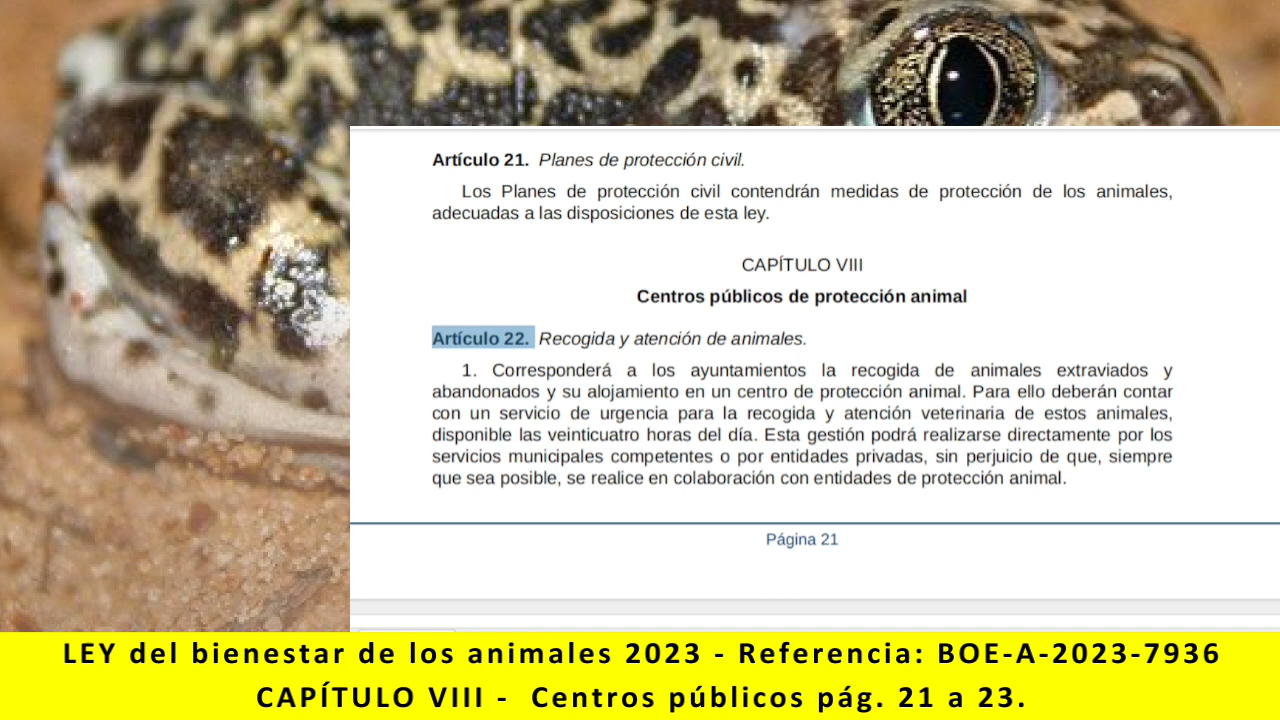 Artículo 21. Planes de protección civil.
Los Planes de protección civil contendrán medidas de protección de los animales,
adecuadas a las disposiciones de esta ley.
CAPÍTULO VIII
Centros públicos de protección animal
Artículo 22. Recogida y atención de animales.
1. Corresponderá a los ayuntamientos la recogida de animales extraviados y
abandonados y su alojamiento en un centro de protección animal. Para ello deberán contar
con un servicio de urgencia para la recogida y atención veterinaria de estos animales,
disponible las veinticuatro horas del día. Esta gestión podrá realizarse directamente por los
servicios municipales competentes o por entidades privadas, sin perjuicio de que, siempre
que sea posible, se realice en colaboración con entidades de protección animal.
Página 21
LEY del bienestar de los animales 2023 - Referencia: BOE-A-2023-7936
CAPÍTULO VIII - Centros públicos pág. 21 a 23.